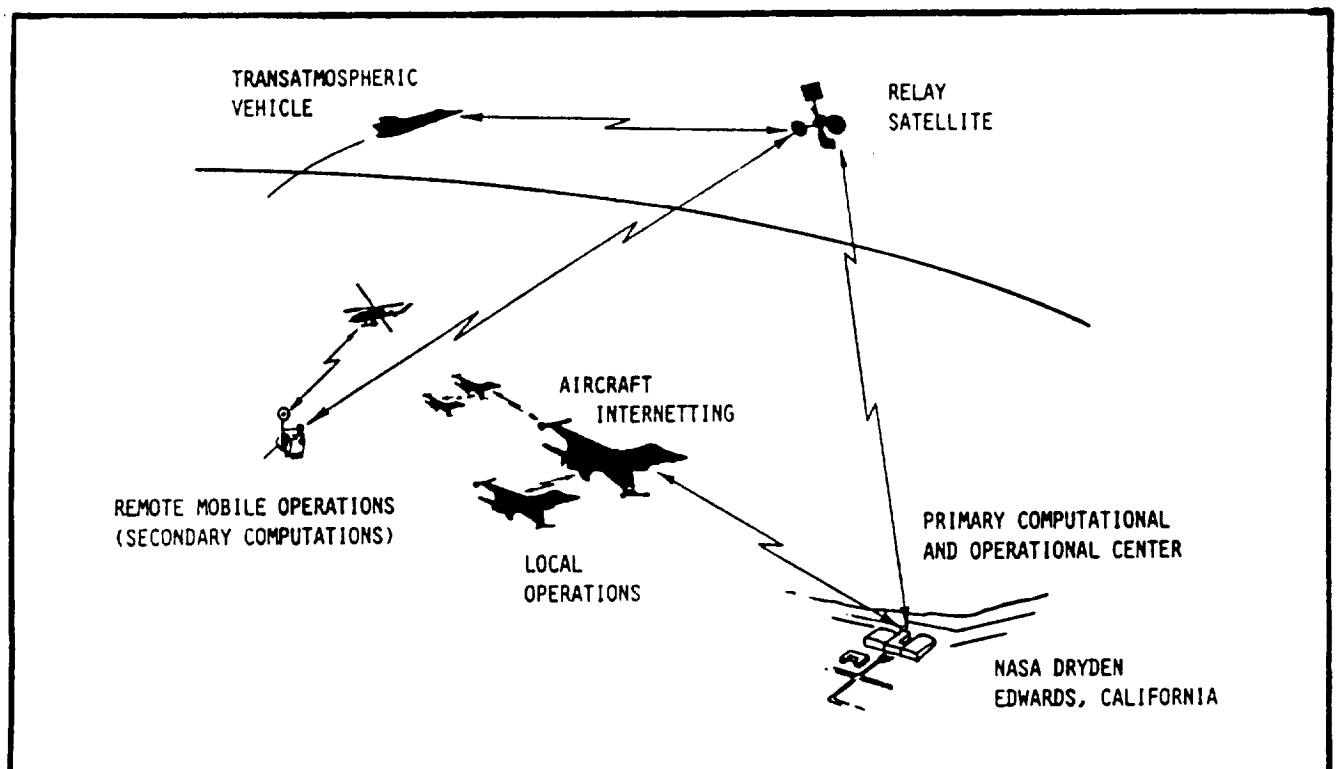 TRANSATMOSPHERIC
VEHICLE
RELAY
SATELLITE
AIRCRAFT
INTERNETTING
REMOTE MOBILE OPERATIONS
(SECONDARY COMPUTATIONS)
LOCAL
OPERATIONS
PRIMARY COMPUTATIONAL
AND OPERATIONAL CENTER
NASA DRYDEN
EDWARDS, CALIFORNIA